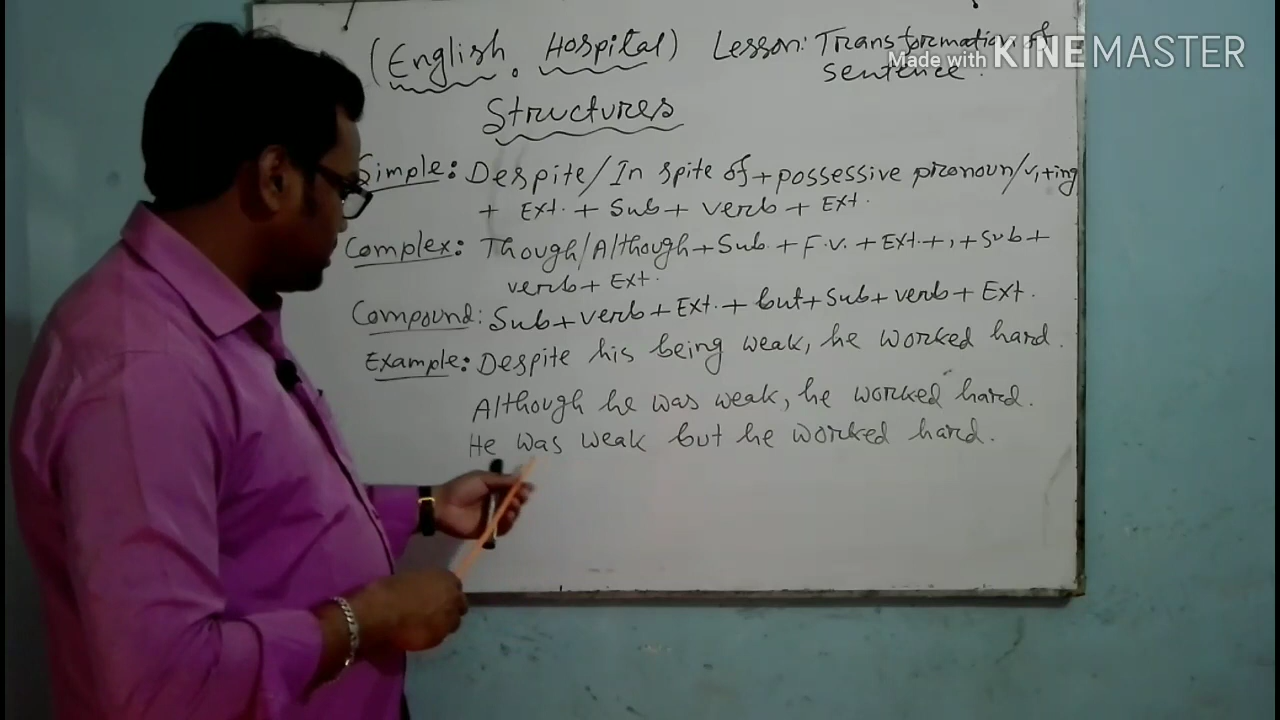 (English Hospital) Lesson: Transformation of
sentence.
Made with KINEMASTER
Structures
Simple: Despite/In spite of + possessive pronoun/v₁+ing
+ Ext. + Sub + verb + Ext.
Complex: Though/Although + Sub. + F.V. + Ext. + , + Sub +
verb + Ext.
Compound: Sub + verb + Ext. + but + Sub + verb + Ext.
Example: Despite his being weak, he worked hard.
Although he was weak, he worked hard.
He was weak but he worked hard.